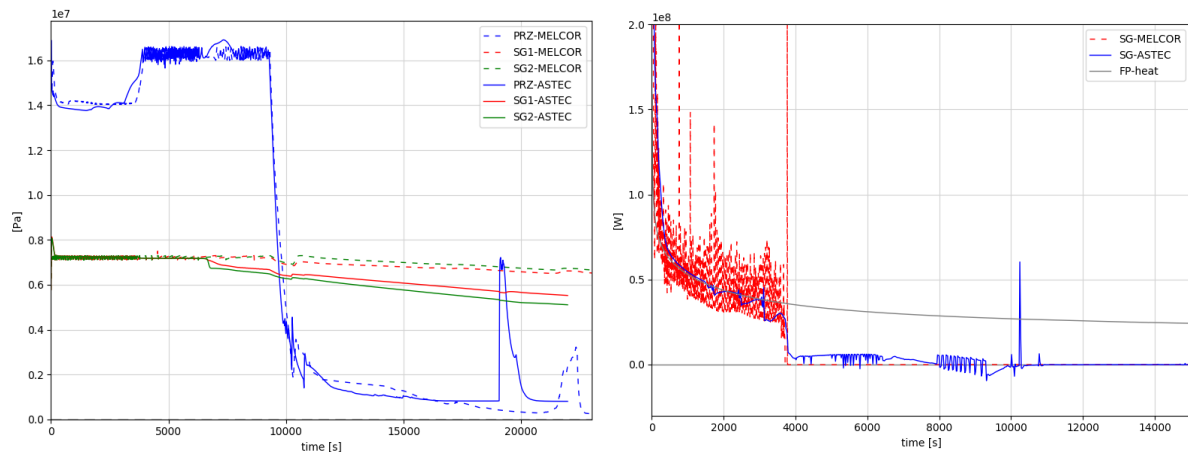 1e7
[Pa]
1.6
1.4
1.2
1.0
0.8
0.6
0.4
0.2
0.0
0
5000
10000
15000
20000
time [s]
PRZ-MELCOR
SG1-MELCOR
SG2-MELCOR
PRZ-ASTEC
SG1-ASTEC
SG2-ASTEC
1e8
[W]
2.0
1.5
1.0
0.5
0.0
0
2000
4000
6000
8000
10000
12000
14000
time [s]
SG-MELCOR
SG-ASTEC
FP-heat